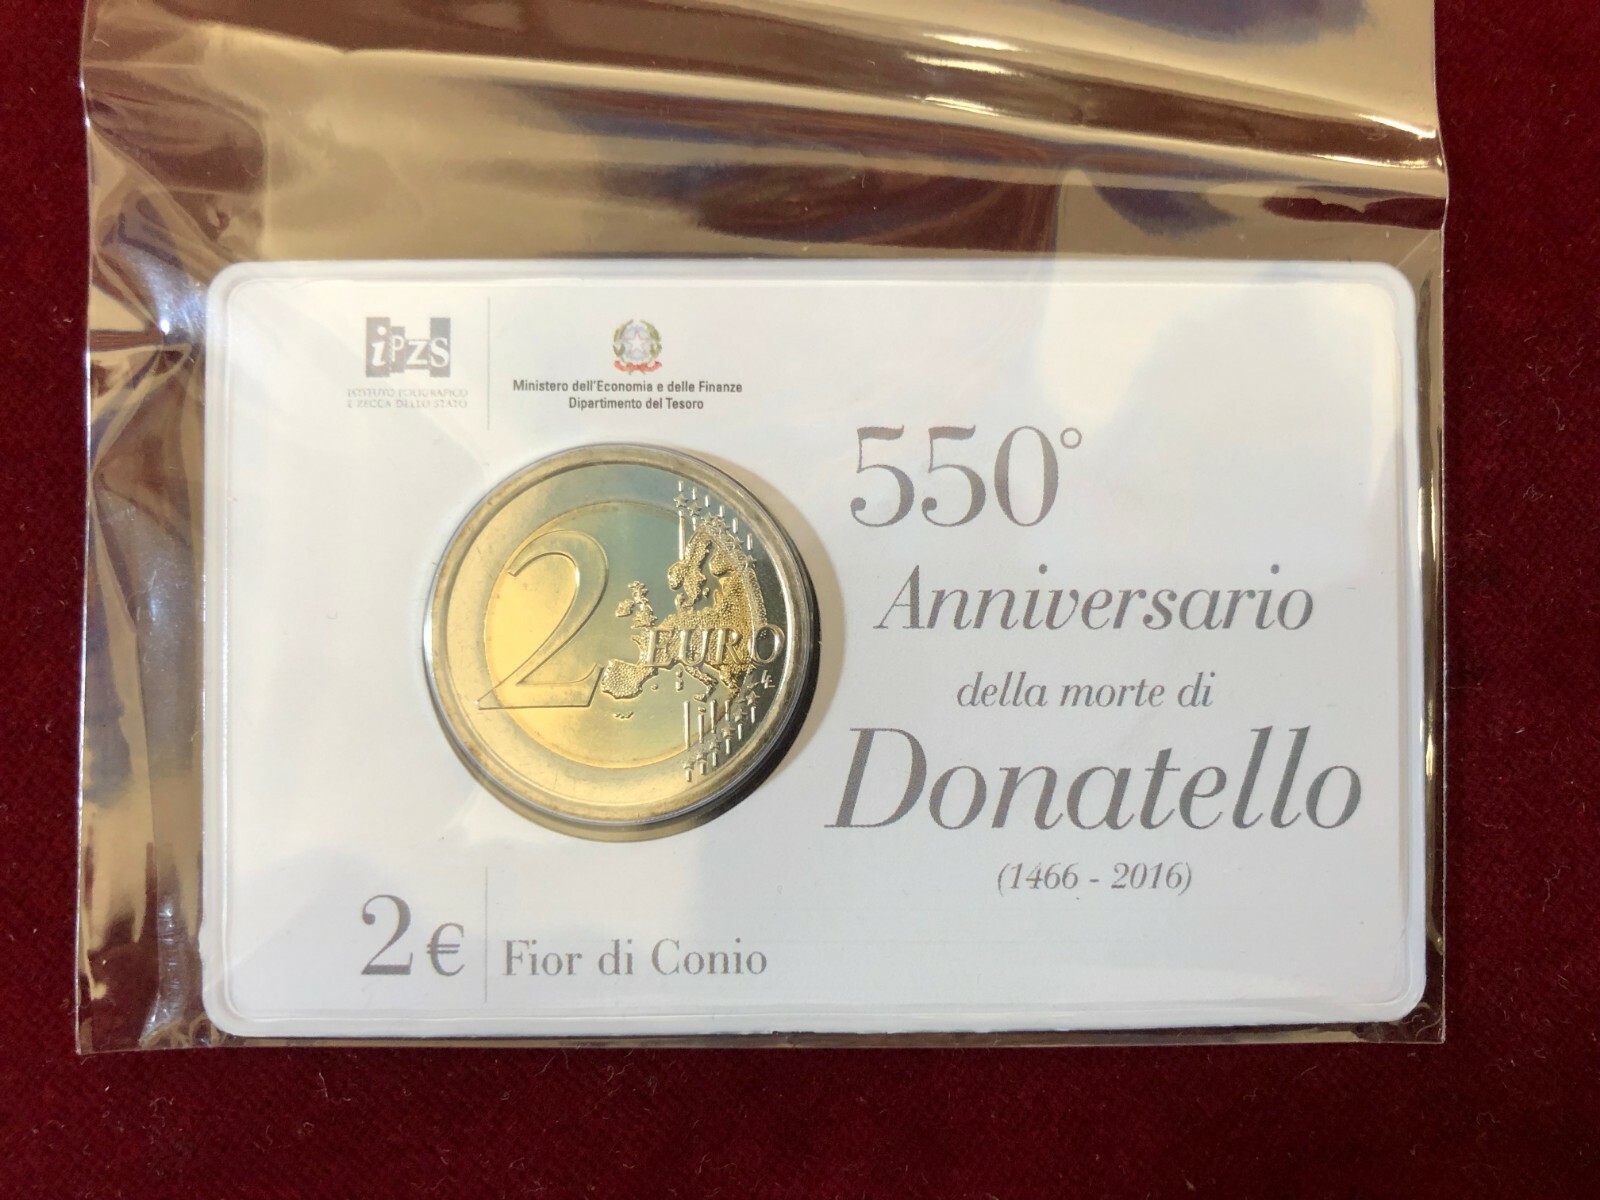 iPZS
ISTITUTO POLIGRAFICO
E ZECCA DELLO STATO
Ministero dell'Economia e delle Finanze
Dipartimento del Tesoro
550°
Anniversario
della morte di
Donatello
(1466 - 2016)
2 EURO
LL
2€
Fior di Conio